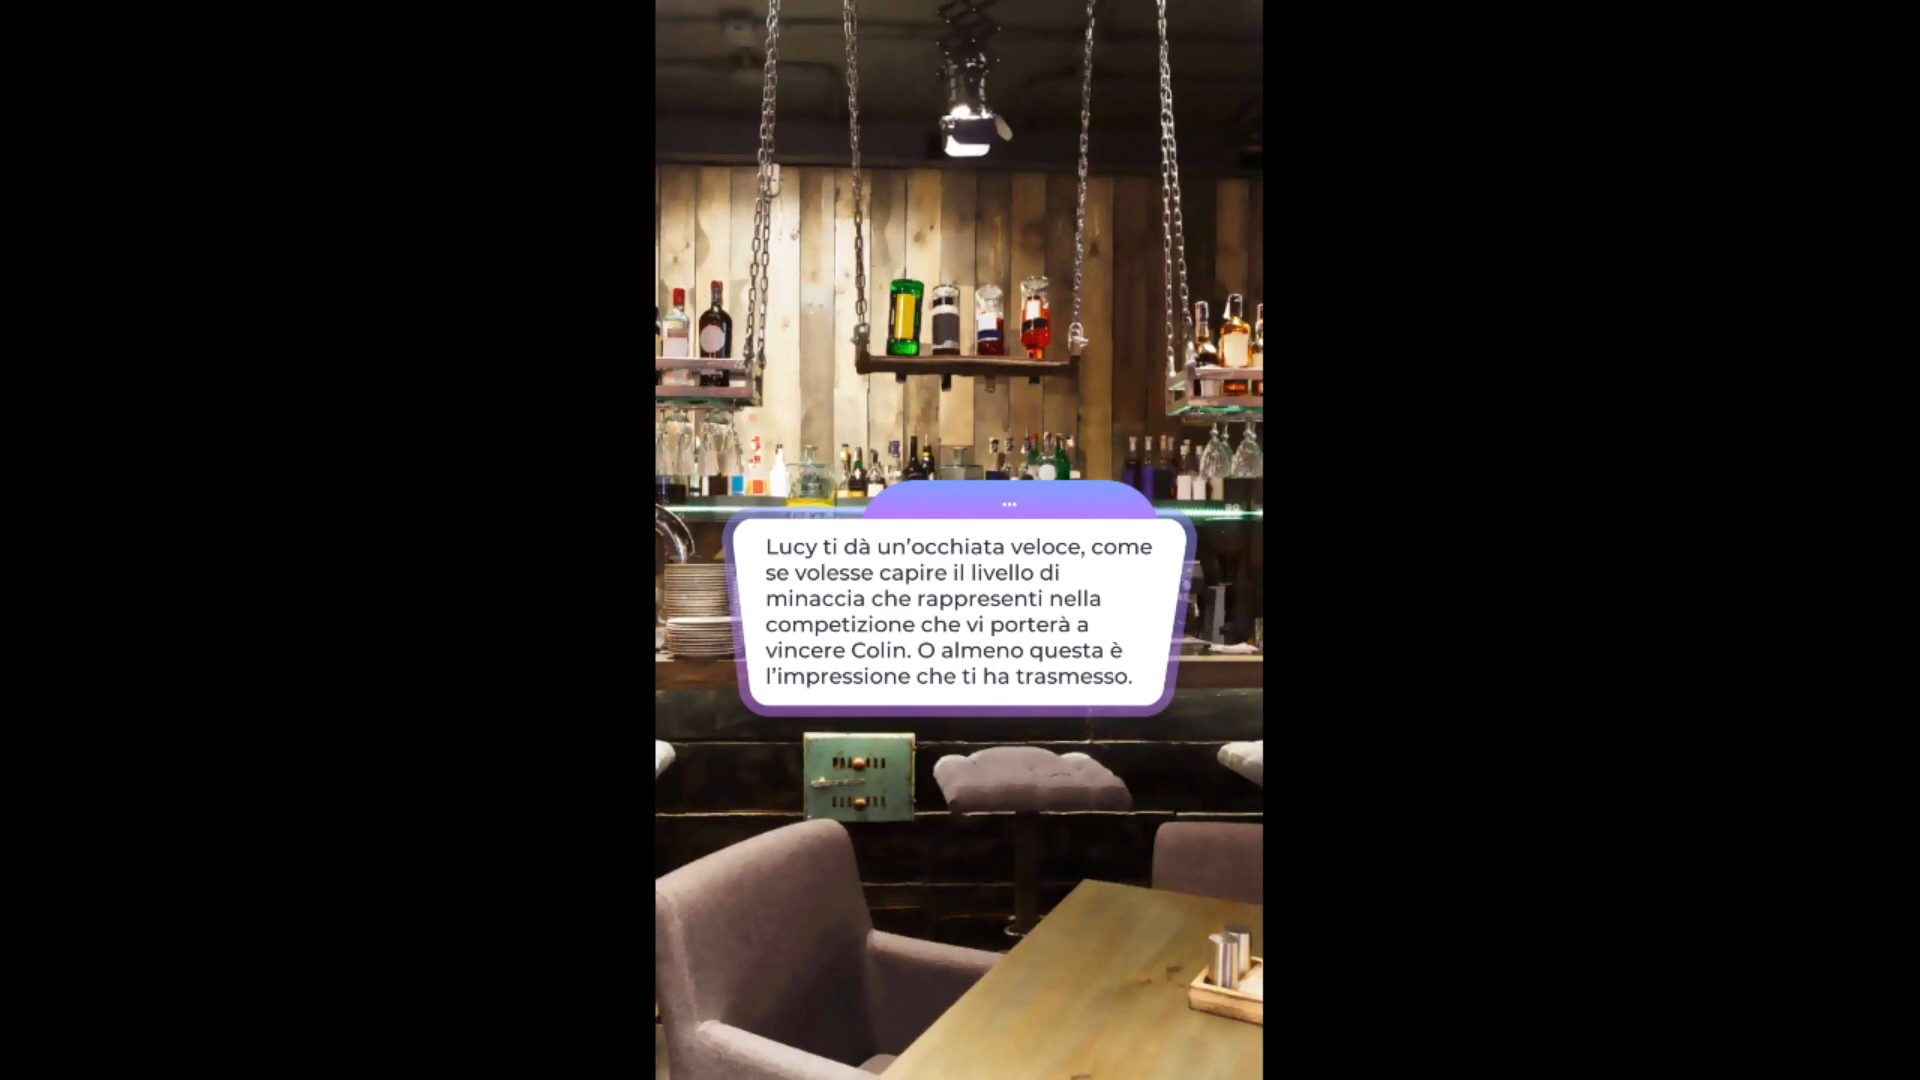 ...
Lucy ti dà un’occhiata veloce, come
se volesse capire il livello di
minaccia che rappresenti nella
competizione che vi porterà a
vincere Colin. O almeno questa è
l’impressione che ti ha trasmesso.